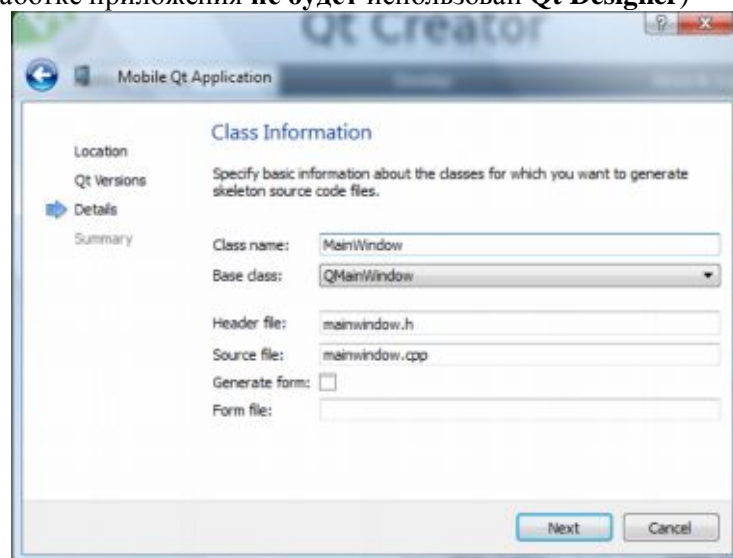 приложения не будет использован Qt Designer)
Qt Creator
Mobile Qt Application
Class Information
Location
Qt Versions
Details
Summary
Specify basic information about the classes for which you want to generate
skeleton source code files.
Class name: MainWindow
Base class: QMainWindow
Header file: mainwindow.h
Source file: mainwindow.cpp
Generate form:
Form file:
Next Cancel